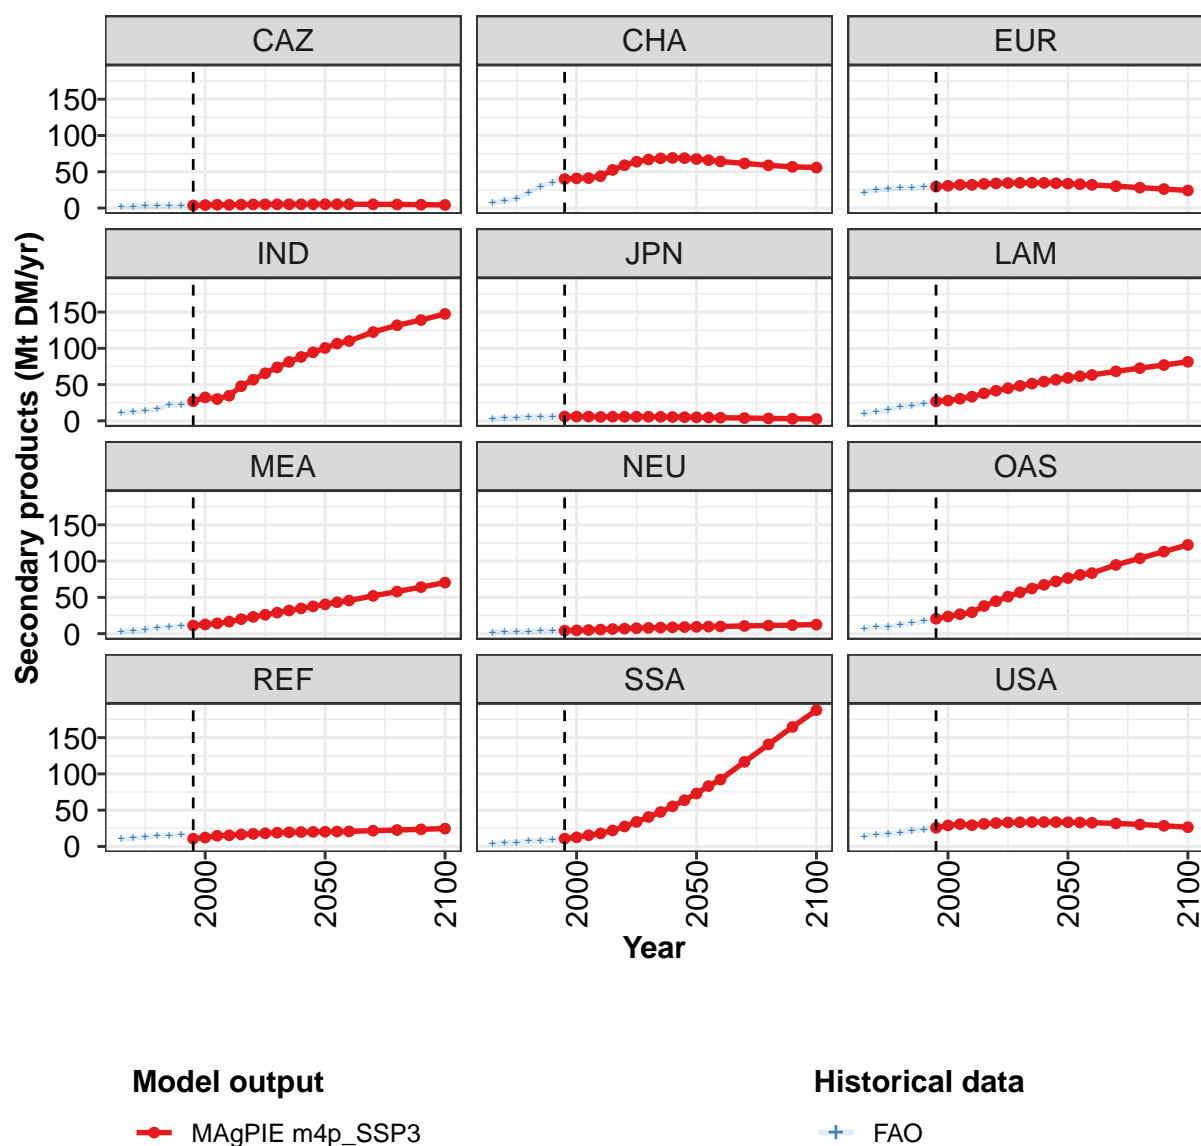 CAZ CHA EUR
150
100
50
0
IND JPN LAM
150
100
50
0
MEA NEU OAS
150
100
50
0
REF SSA USA
150
100
50
0
2000 2050 2100 2000 2050 2100 2000 2050 2100
Secondary products (Mt DM/yr)
Year
Model output Historical data
MAgPIE m4p_SSP3 FAO